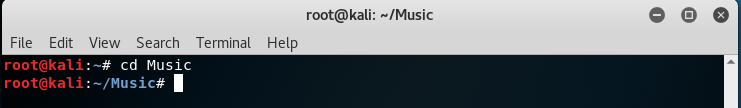 root@kali: ~/Music
File Edit View Search Terminal Help
root@kali:~# cd Music
root@kali:~/Music#